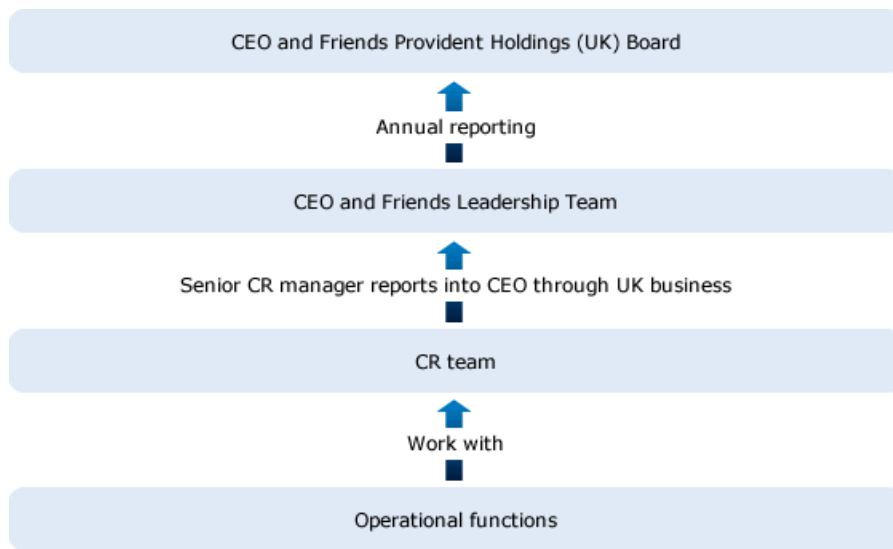 CEO and Friends Provident Holdings (UK) Board
Annual reporting
CEO and Friends Leadership Team
Senior CR manager reports into CEO through UK business
CR team
Work with
Operational functions